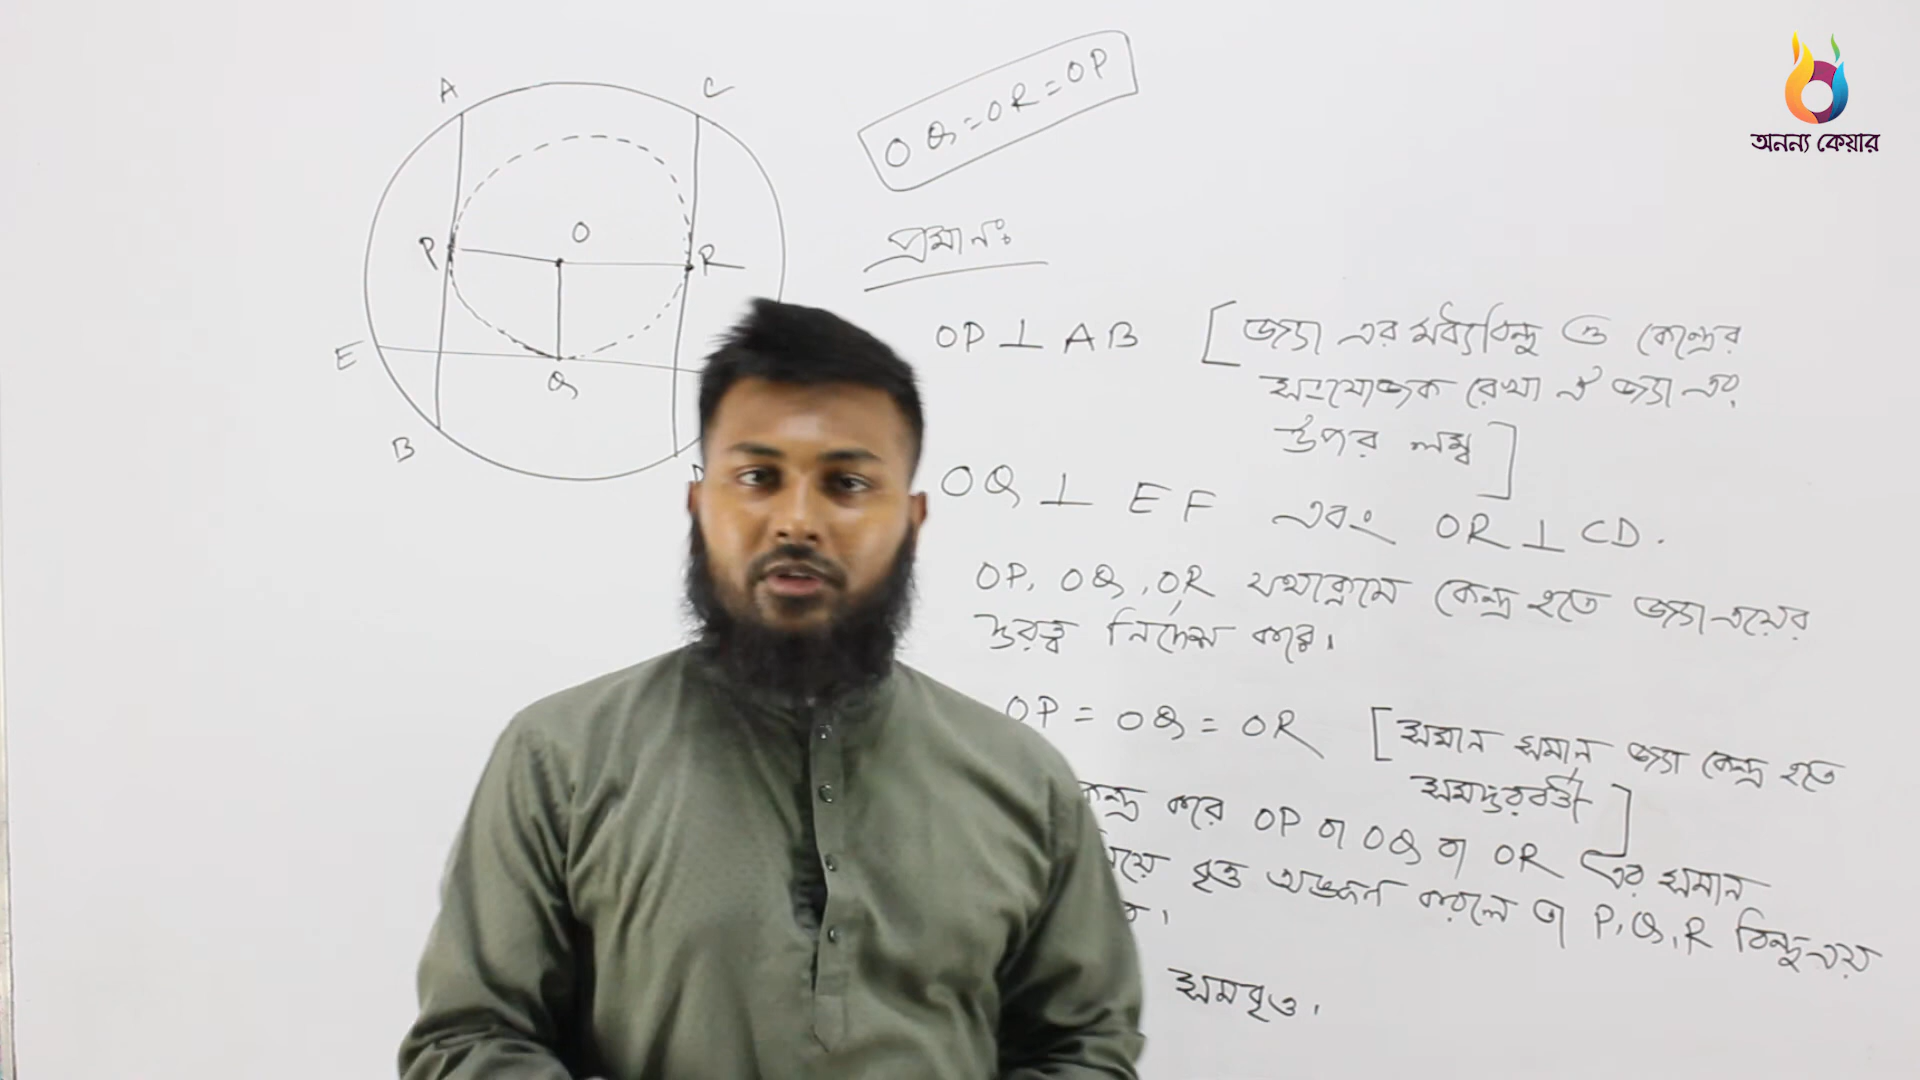 অনন্য কেয়ার
A
C
OQ = OR = OP
O
P
R
প্রমানঃ
E
Q
B
OP ⊥ AB [জ্যা এর মধ্যবিন্দু ও কেন্দ্রের
সংযোজক রেখা ঐ জ্যা এর
উপর লম্ব]
OQ ⊥ EF এবং OR ⊥ CD.
OP, OQ, OR যথাক্রমে কেন্দ্র হতে জ্যাত্রয়ের
দূরত্ব নির্দেশ করে।
OP = OQ = OR [সমান সমান জ্যা কেন্দ্র হতে
সমদূরবর্তী]
করে OP বা OQ বা OR এর সমান
বৃত্ত অঙ্কন করলে তা P, Q, R বিন্দুত্রয়
সমবৃত্ত।